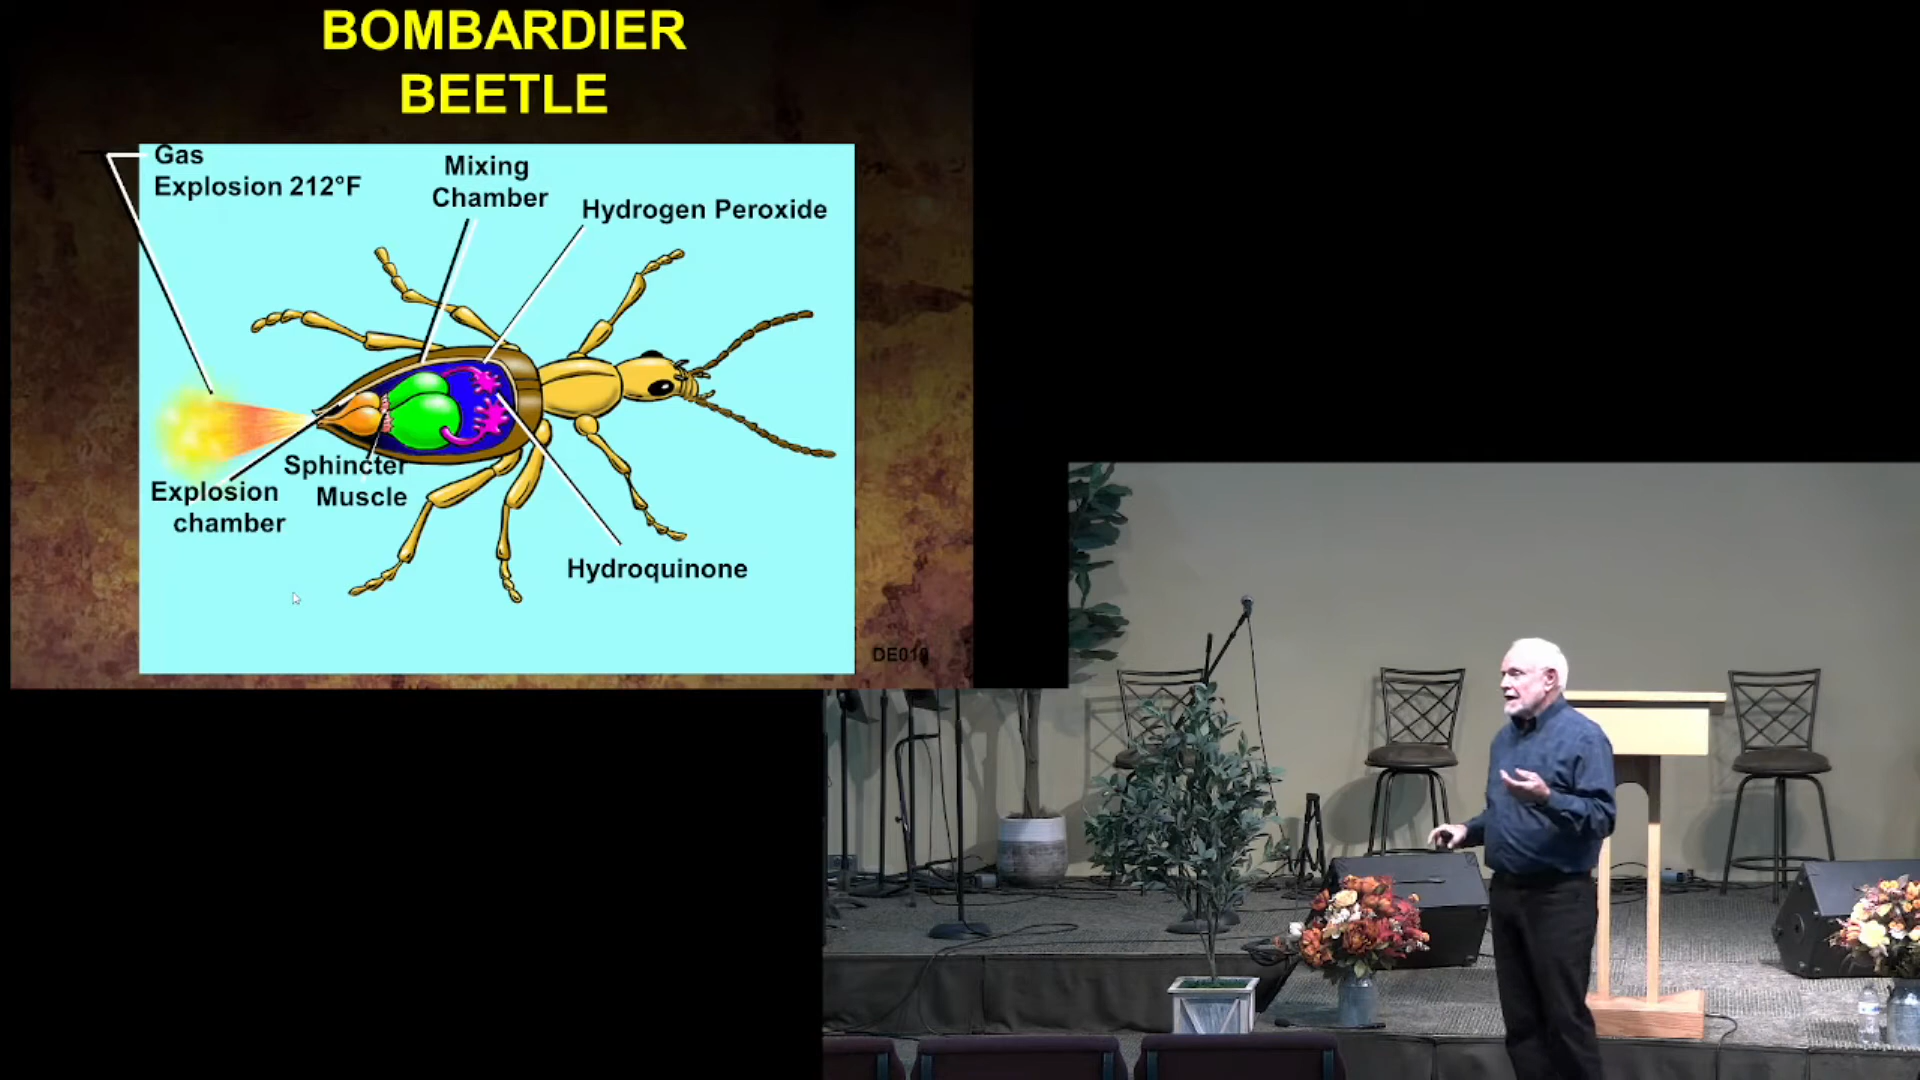 BOMBARDIER
BEETLE
Gas
Explosion 212°F
Mixing
Chamber
Hydrogen Peroxide
Sphincter
Muscle
Explosion
chamber
Hydroquinone